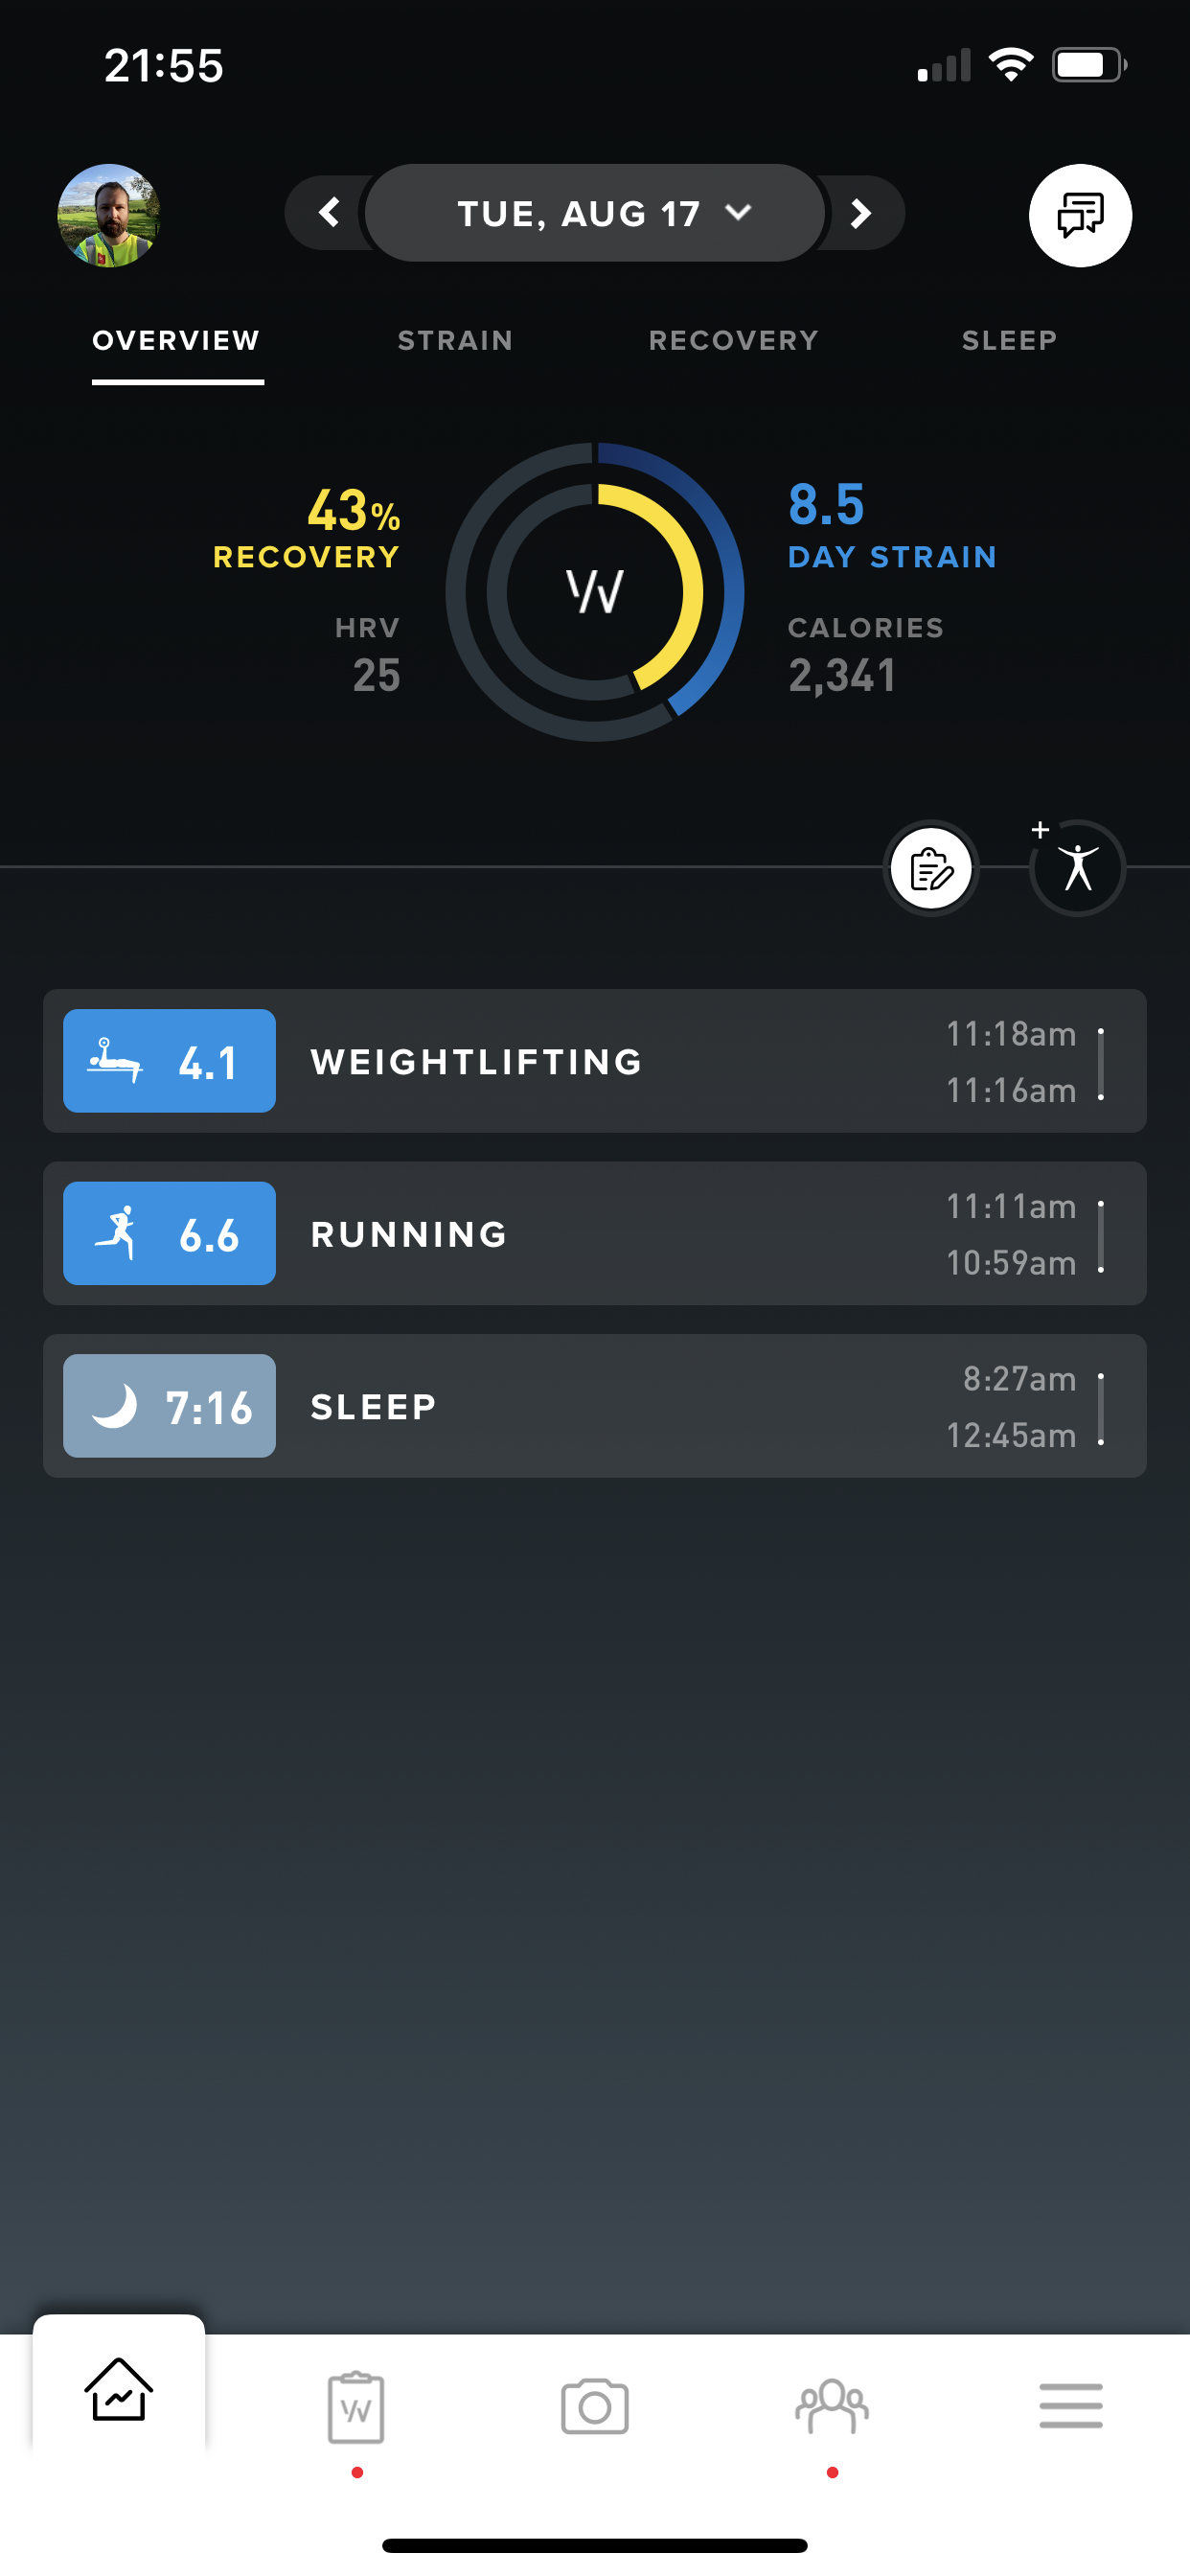 21:55
TUE, AUG 17
OVERVIEW STRAIN RECOVERY SLEEP
43%
RECOVERY
HRV
25
8.5
DAY STRAIN
CALORIES
2,341
4.1 WEIGHTLIFTING
11:18am
11:16am
6.6 RUNNING
11:11am
10:59am
7:16 SLEEP
8:27am
12:45am